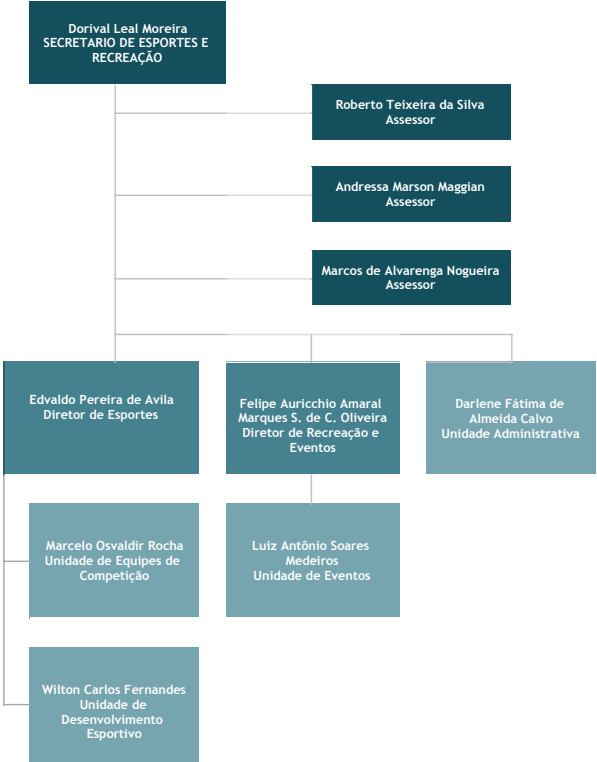 Dorival Leal Moreira
SECRETARIO DE ESPORTES E
RECREAÇÃO
Roberto Teixeira da Silva
Assessor
Andressa Marson Maggian
Assessor
Marcos de Alvarenga Nogueira
Assessor
Edvaldo Pereira de Avila
Diretor de Esportes
Felipe Auricchio Amaral
Marques S. de C. Oliveira
Diretor de Recreação e
Eventos
Darlene Fátima de
Almeida Calvo
Unidade Administrativa
Marcelo Osvaldir Rocha
Unidade de Equipes de
Competição
Luiz Antônio Soares
Medeiros
Unidade de Eventos
Wilton Carlos Fernandes
Unidade de
Desenvolvimento
Esportivo